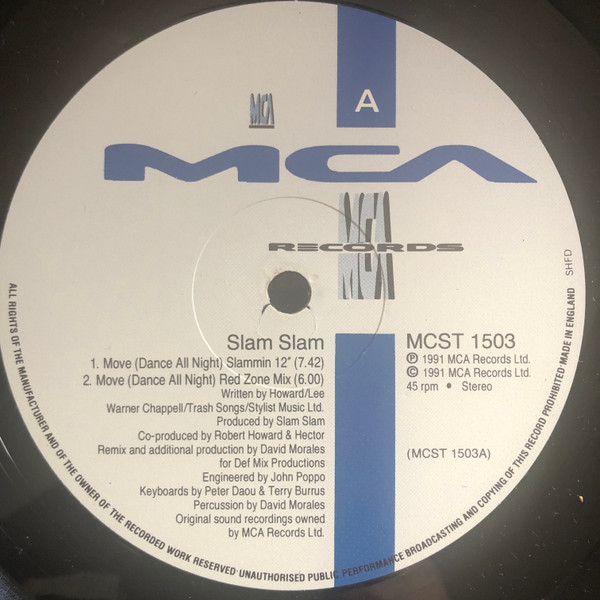 A
MCA
MCA
MCA
RECORDS
Slam Slam
1. Move (Dance All Night) Slammin 12" (7.42)
2. Move (Dance All Night) Red Zone Mix (6.00)
Written by Howard/Lee
Warner Chappell/Trash Songs/Stylist Music Ltd.
Produced by Slam Slam
Co-produced by Robert Howard & Hector
Remix and additional production by David Morales
for Def Mix Productions
Engineered by John Poppo
Keyboards by Peter Daou & Terry Burrus
Percussion by David Morales
Original sound recordings owned
by MCA Records Ltd.
MCST 1503
Ⓟ 1991 MCA Records Ltd.
© 1991 MCA Records Ltd.
45 rpm • Stereo
(MCST 1503A)
ALL RIGHTS OF THE MANUFACTURER AND OF THE OWNER OF THE RECORDED WORK RESERVED·UNAUTHORISED PUBLIC PERFORMANCE BROADCASTING AND COPYING OF THIS RECORD PROHIBITED·MADE IN ENGLAND
SHFD